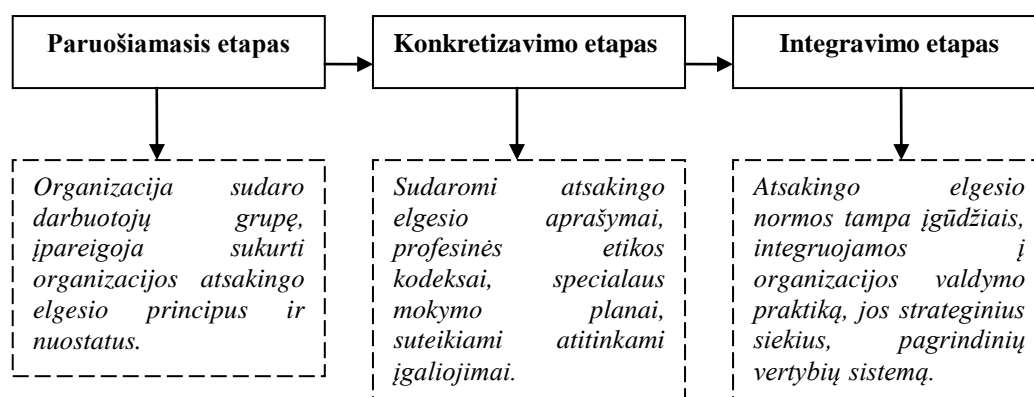 Paruošiamasis etapas
Konkretizavimo etapas
Integravimo etapas
Organizacija sudaro
darbuotojų grupę,
įpareigoja sukurti
organizacijos atsakingo
elgesio principus ir
nuostatus.
Sudaromi atsakingo
elgesio aprašymai,
profesinės etikos
kodeksai, specialaus
mokymo planai,
suteikiami atitinkami
įgaliojimai.
Atsakingo elgesio
normos tampa įgūdžiais,
integruojamos į
organizacijos valdymo
praktiką, jos strateginius
siekius, pagrindinių
vertybių sistemą.